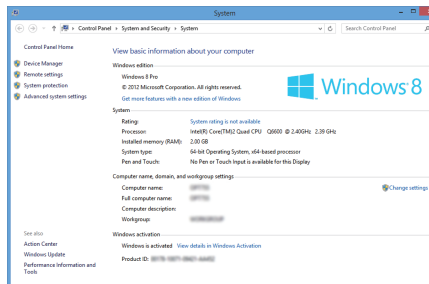 System
Control Panel ▸ System and Security ▸ System
Search Control Panel
Control Panel Home
Device Manager
Remote settings
System protection
Advanced system settings
View basic information about your computer
Windows edition
Windows 8 Pro
© 2012 Microsoft Corporation. All rights reserved.
Get more features with a new edition of Windows
Windows 8
System
Rating: System rating is not available
Processor: Intel(R) Core(TM)2 Quad CPU Q6600 @ 2.40GHz 2.39 GHz
Installed memory (RAM): 2.00 GB
System type: 64-bit Operating System, x64-based processor
Pen and Touch: No Pen or Touch Input is available for this Display
Computer name, domain, and workgroup settings
Computer name:
Change settings
Full computer name:
Computer description:
Workgroup:
Windows activation
Windows is activated View details in Windows Activation
Product ID:
See also
Action Center
Windows Update
Performance Information and
Tools